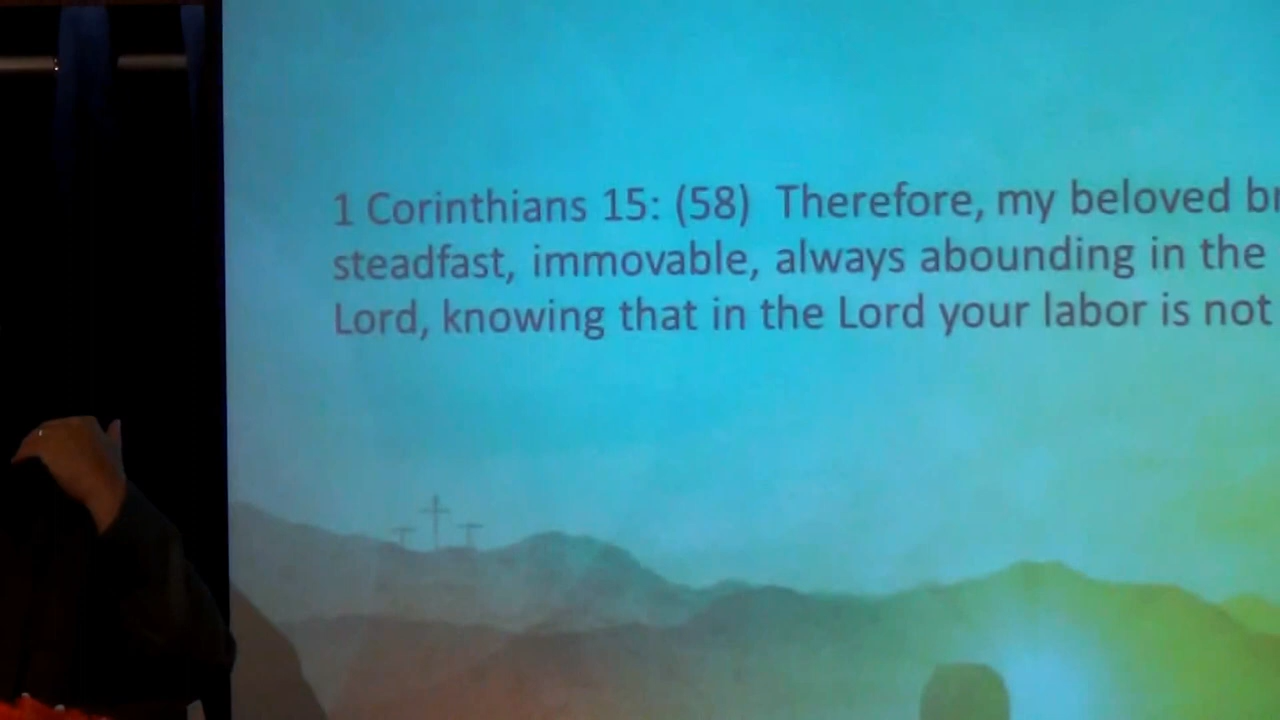 1 Corinthians 15: (58) Therefore, my beloved br
steadfast, immovable, always abounding in the
Lord, knowing that in the Lord your labor is not